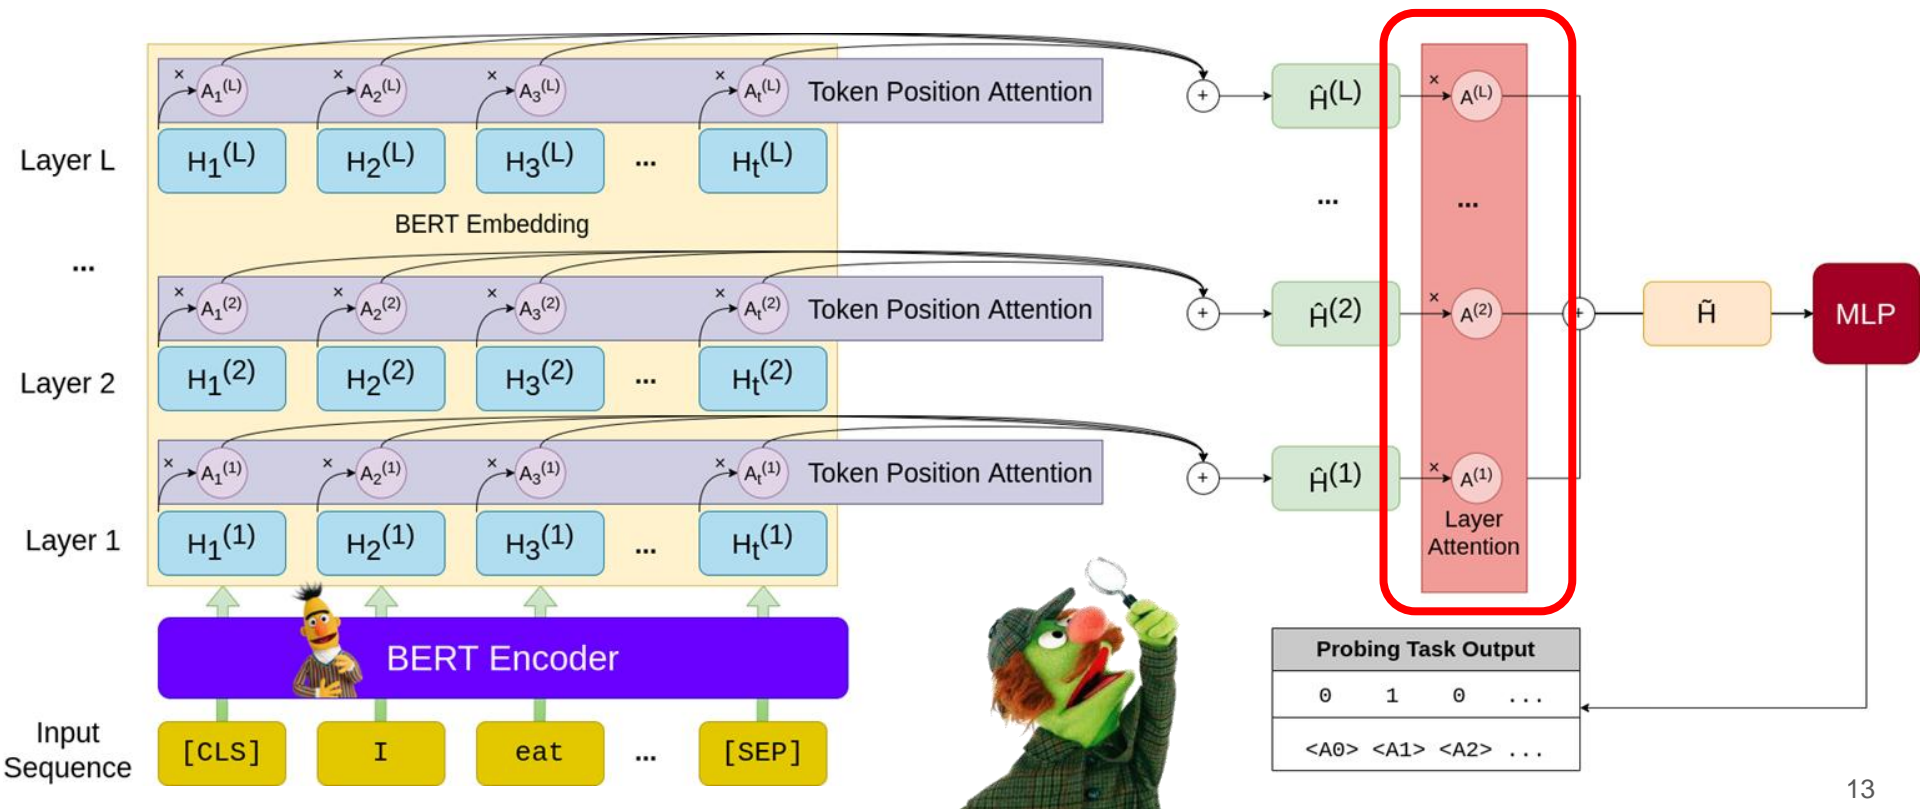 × A₁⁽ᴸ⁾ × A₂⁽ᴸ⁾ × A₃⁽ᴸ⁾ × Aₜ⁽ᴸ⁾ Token Position Attention + Ĥ(L) × A⁽ᴸ⁾
Layer L H₁(L) H₂(L) H₃(L) ... Hₜ(L)
... ...
BERT Embedding
...
× A₁⁽²⁾ × A₂⁽²⁾ × A₃⁽²⁾ × Aₜ⁽²⁾ Token Position Attention + Ĥ(2) × A⁽²⁾ + H̃ MLP
Layer 2 H₁(2) H₂(2) H₃(2) ... Hₜ(2)
× A₁⁽¹⁾ × A₂⁽¹⁾ × A₃⁽¹⁾ × Aₜ⁽¹⁾ Token Position Attention + Ĥ(1) × A⁽¹⁾
Layer
Attention
Layer 1 H₁(1) H₂(1) H₃(1) ... Hₜ(1)
BERT Encoder
Input
Sequence
[CLS] I eat ... [SEP]
Probing Task Output
0 1 0 ...
<A0> <A1> <A2> ...
13